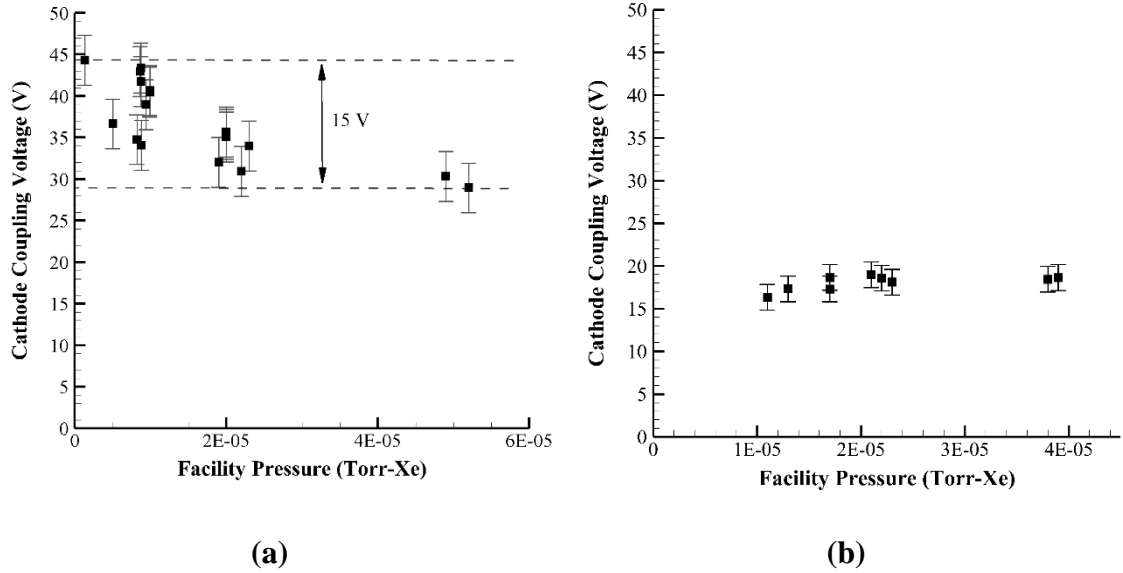 50
45
40
35
30
25
20
15
10
5
0
Cathode Coupling Voltage (V)
15 V
0
2E-05
4E-05
6E-05
Facility Pressure (Torr-Xe)
(a)
50
45
40
35
30
25
20
15
10
5
0
Cathode Coupling Voltage (V)
0
1E-05
2E-05
3E-05
4E-05
Facility Pressure (Torr-Xe)
(b)